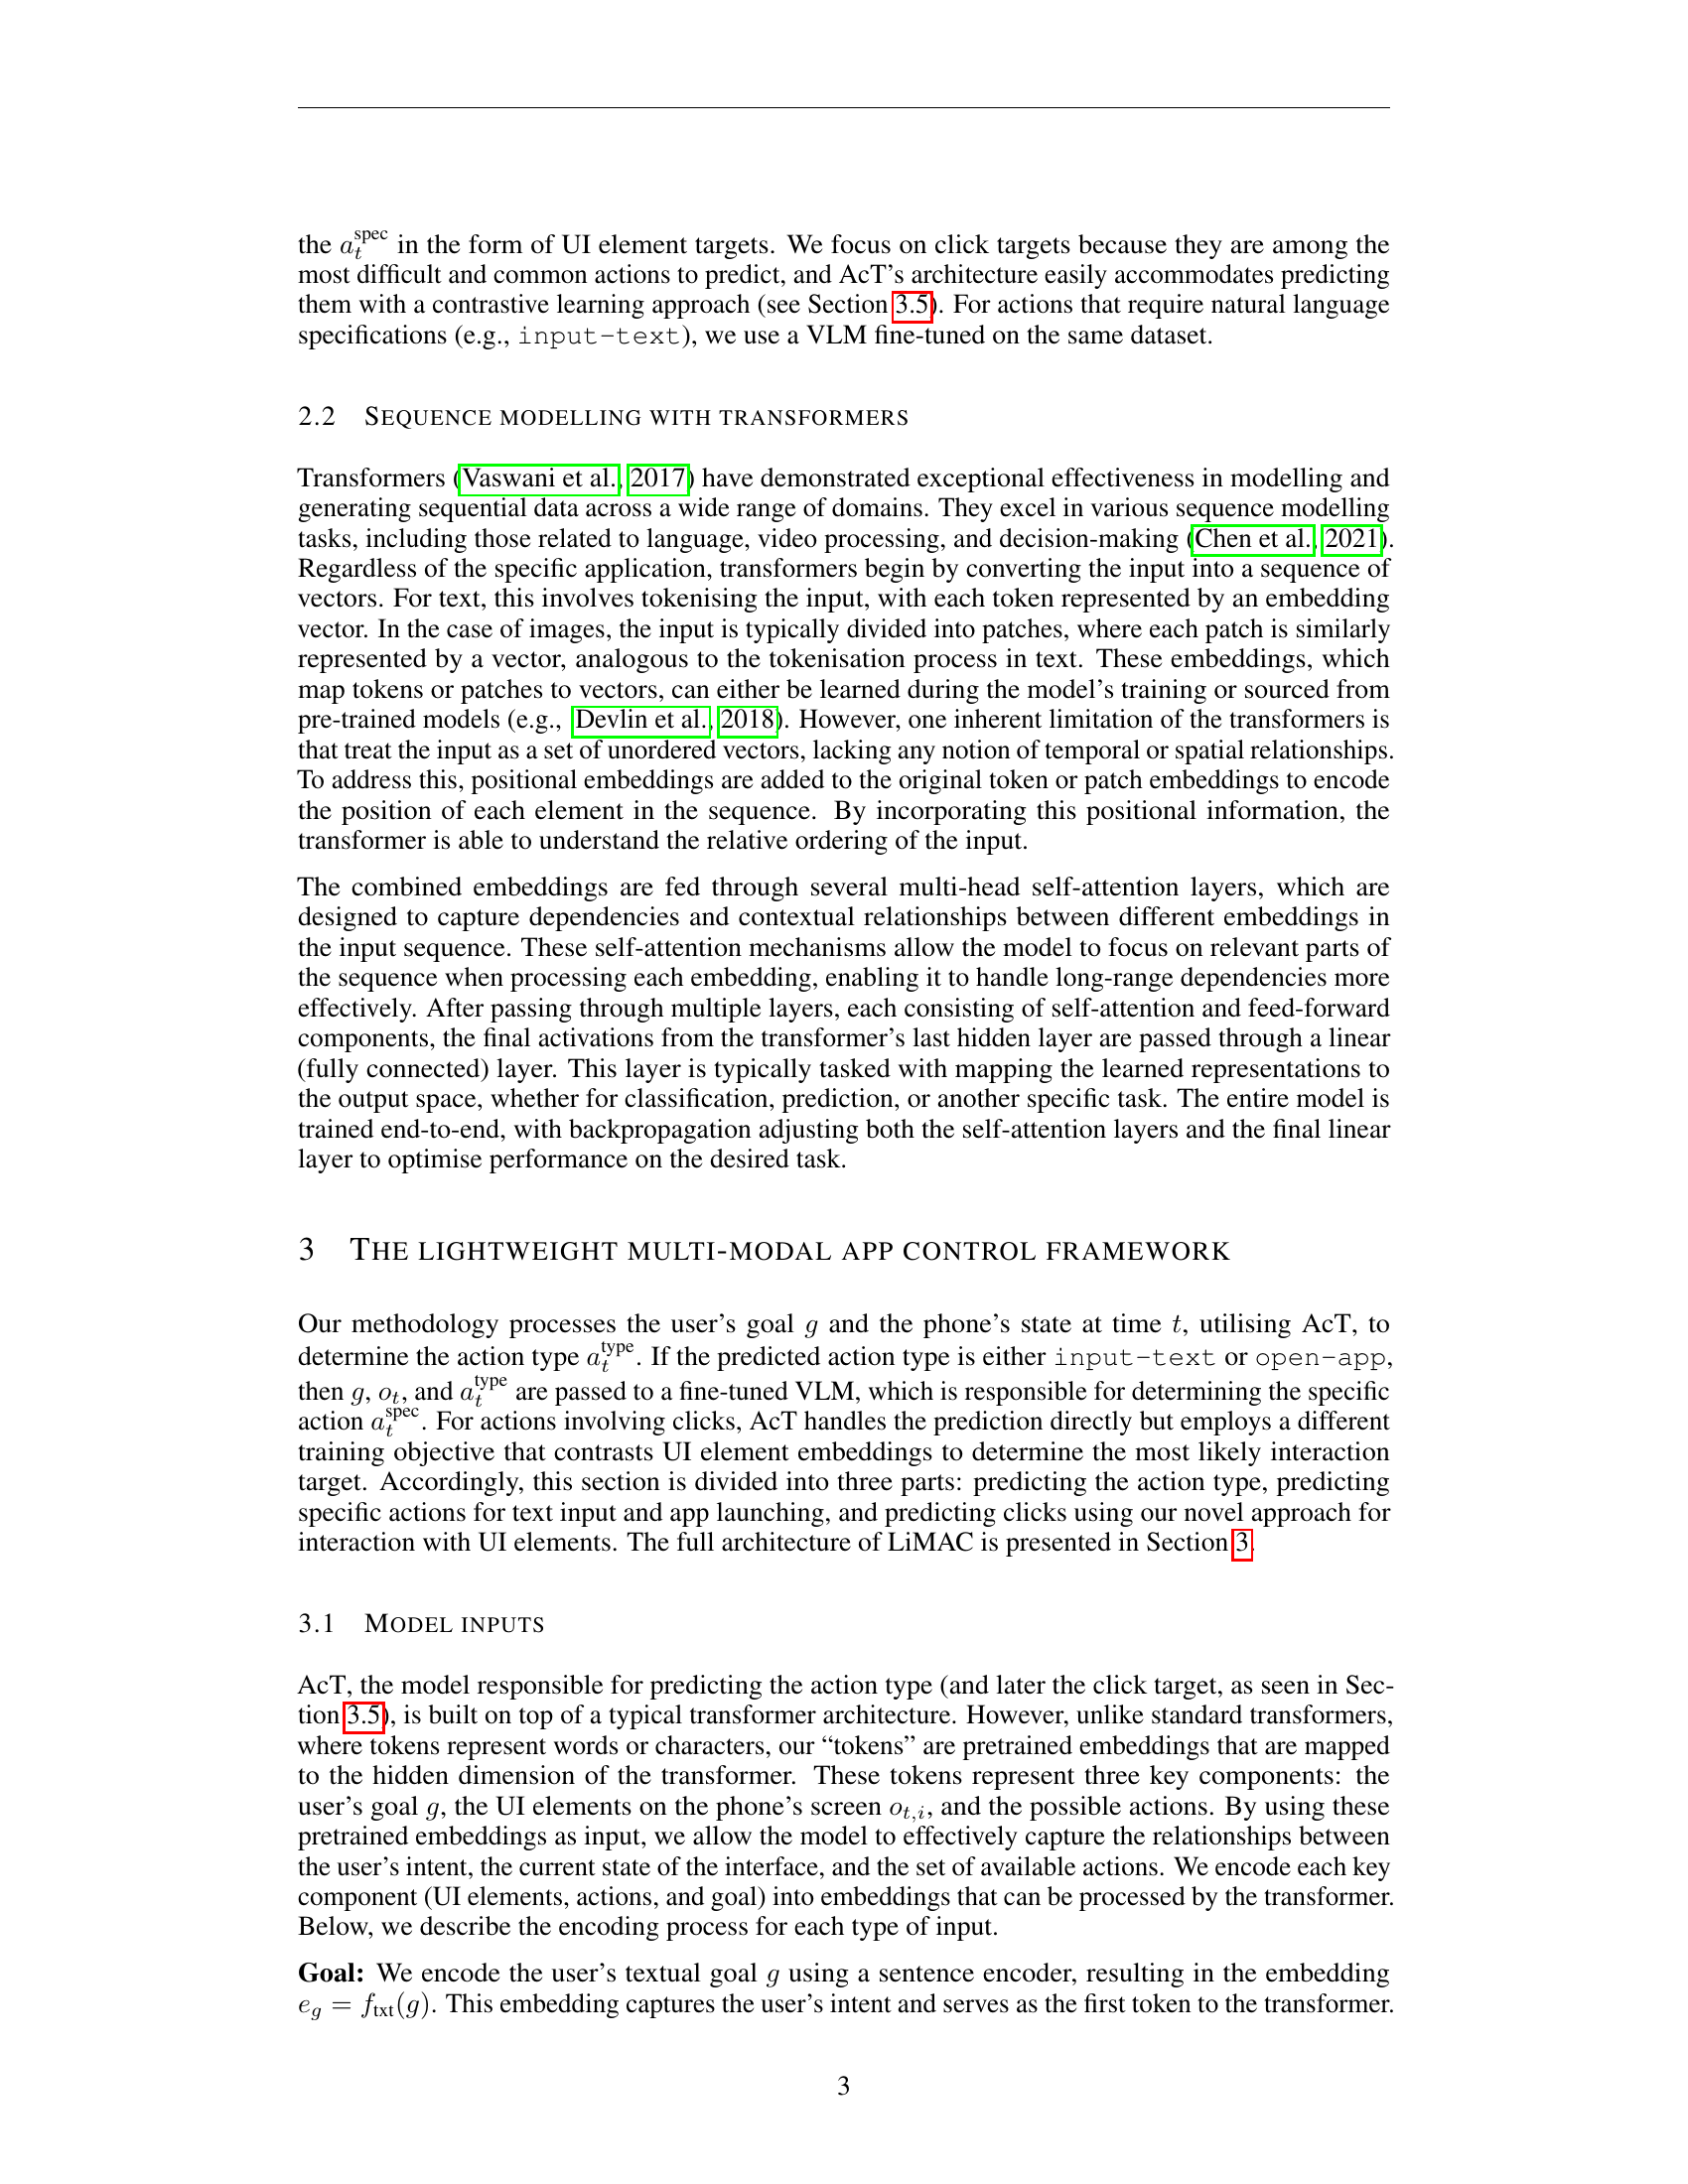 the a_t^spec in the form of UI element targets. We focus on click targets because they are among the
most difficult and common actions to predict, and AcT's architecture easily accommodates predicting
them with a contrastive learning approach (see Section 3.5). For actions that require natural language
specifications (e.g., input-text), we use a VLM fine-tuned on the same dataset.
2.2 SEQUENCE MODELLING WITH TRANSFORMERS
Transformers (Vaswani et al., 2017) have demonstrated exceptional effectiveness in modelling and
generating sequential data across a wide range of domains. They excel in various sequence modelling
tasks, including those related to language, video processing, and decision-making (Chen et al., 2021).
Regardless of the specific application, transformers begin by converting the input into a sequence of
vectors. For text, this involves tokenising the input, with each token represented by an embedding
vector. In the case of images, the input is typically divided into patches, where each patch is similarly
represented by a vector, analogous to the tokenisation process in text. These embeddings, which
map tokens or patches to vectors, can either be learned during the model's training or sourced from
pre-trained models (e.g., Devlin et al., 2018). However, one inherent limitation of the transformers is
that treat the input as a set of unordered vectors, lacking any notion of temporal or spatial relationships.
To address this, positional embeddings are added to the original token or patch embeddings to encode
the position of each element in the sequence. By incorporating this positional information, the
transformer is able to understand the relative ordering of the input.
The combined embeddings are fed through several multi-head self-attention layers, which are
designed to capture dependencies and contextual relationships between different embeddings in
the input sequence. These self-attention mechanisms allow the model to focus on relevant parts of
the sequence when processing each embedding, enabling it to handle long-range dependencies more
effectively. After passing through multiple layers, each consisting of self-attention and feed-forward
components, the final activations from the transformer's last hidden layer are passed through a linear
(fully connected) layer. This layer is typically tasked with mapping the learned representations to
the output space, whether for classification, prediction, or another specific task. The entire model is
trained end-to-end, with backpropagation adjusting both the self-attention layers and the final linear
layer to optimise performance on the desired task.
3 THE LIGHTWEIGHT MULTI-MODAL APP CONTROL FRAMEWORK
Our methodology processes the user's goal g and the phone's state at time t, utilising AcT, to
determine the action type a_t^type. If the predicted action type is either input-text or open-app,
then g, o_t, and a_t^type are passed to a fine-tuned VLM, which is responsible for determining the specific
action a_t^spec. For actions involving clicks, AcT handles the prediction directly but employs a different
training objective that contrasts UI element embeddings to determine the most likely interaction
target. Accordingly, this section is divided into three parts: predicting the action type, predicting
specific actions for text input and app launching, and predicting clicks using our novel approach for
interaction with UI elements. The full architecture of LiMAC is presented in Section 3.
3.1 MODEL INPUTS
AcT, the model responsible for predicting the action type (and later the click target, as seen in Sec-
tion 3.5), is built on top of a typical transformer architecture. However, unlike standard transformers,
where tokens represent words or characters, our “tokens” are pretrained embeddings that are mapped
to the hidden dimension of the transformer. These tokens represent three key components: the
user's goal g, the UI elements on the phone's screen o_{t,i}, and the possible actions. By using these
pretrained embeddings as input, we allow the model to effectively capture the relationships between
the user's intent, the current state of the interface, and the set of available actions. We encode each key
component (UI elements, actions, and goal) into embeddings that can be processed by the transformer.
Below, we describe the encoding process for each type of input.
Goal: We encode the user's textual goal g using a sentence encoder, resulting in the embedding
e_g = f_txt(g). This embedding captures the user's intent and serves as the first token to the transformer.
3